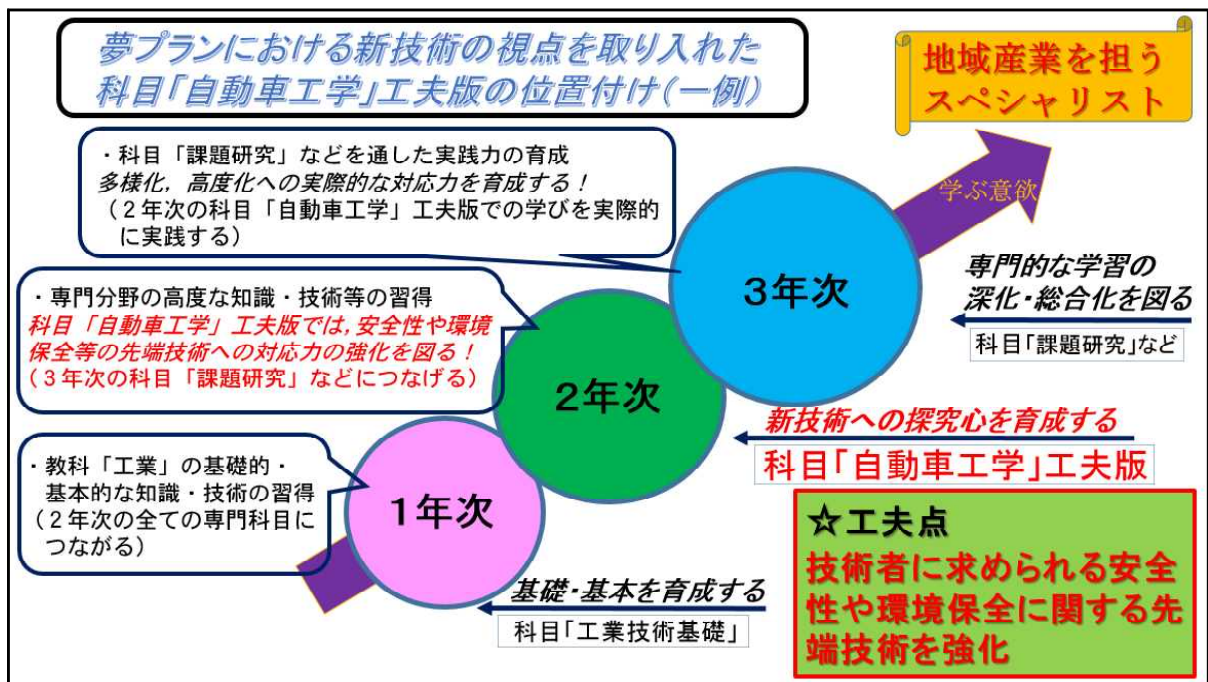 夢プランにおける新技術の視点を取り入れた
科目「自動車工学」工夫版の位置付け(一例)
地域産業を担う
スペシャリスト
・科目「課題研究」などを通した実践力の育成
多様化，高度化への実際的な対応力を育成する！
（２年次の科目「自動車工学」工夫版での学びを実際的
に実践する）
学ぶ意欲
３年次
専門的な学習の
深化・総合化を図る
科目「課題研究」など
・専門分野の高度な知識・技術等の習得
科目「自動車工学」工夫版では，安全性や環境
保全等の先端技術への対応力の強化を図る！
（３年次の科目「課題研究」などにつなげる）
２年次
新技術への探究心を育成する
科目「自動車工学」工夫版
・教科「工業」の基礎的・
基本的な知識・技術の習得
（２年次の全ての専門科目に
つながる）
１年次
基礎・基本を育成する
科目「工業技術基礎」
☆工夫点
技術者に求められる安全
性や環境保全に関する先
端技術を強化